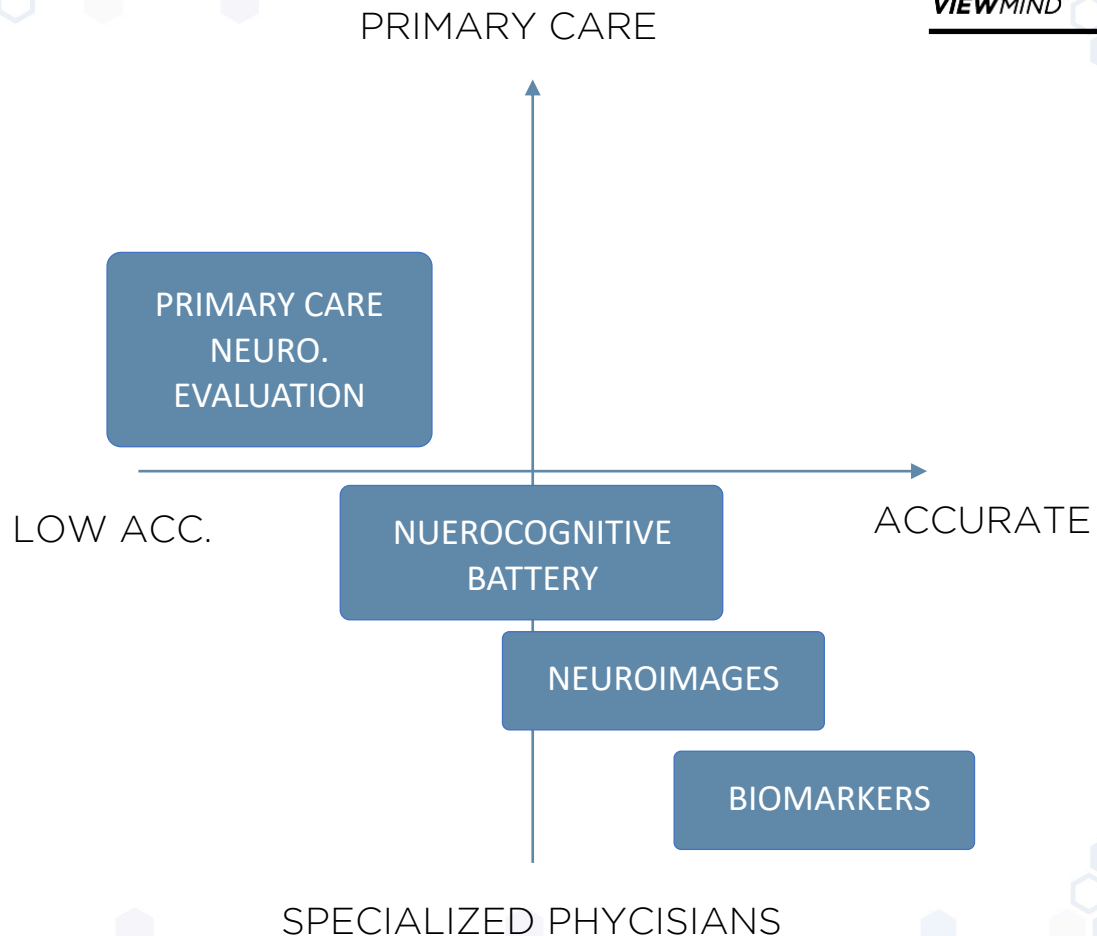 VIEWMIND
PRIMARY CARE
PRIMARY CARE
NEURO.
EVALUATION
LOW ACC.
ACCURATE
NUEROCOGNITIVE
BATTERY
NEUROIMAGES
BIOMARKERS
SPECIALIZED PHYCISIANS